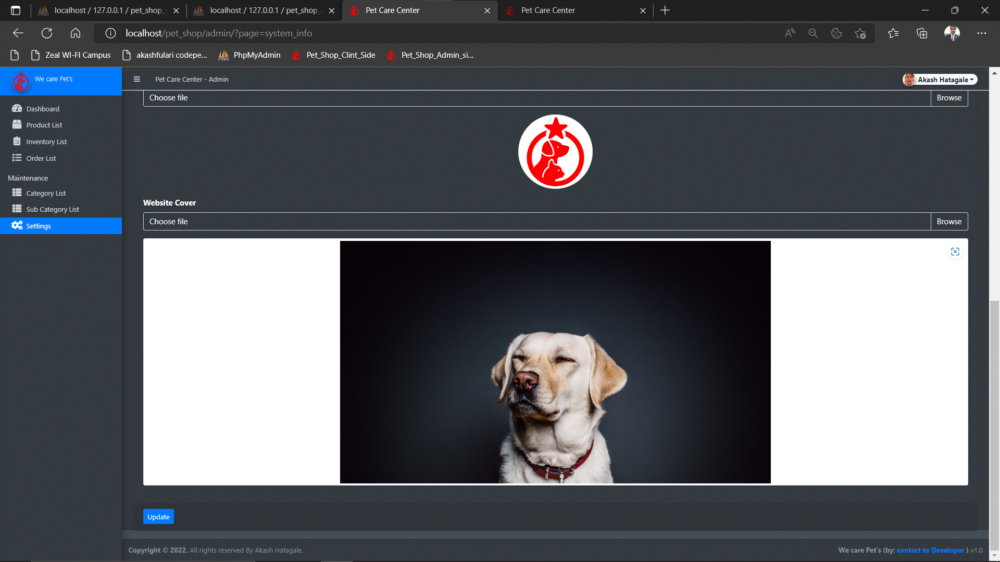 localhost / 127.0.0.1 / pet_shop_
localhost / 127.0.0.1 / pet_shop_
Pet Care Center
Pet Care Center
localhost/pet_shop/admin/?page=system_info
Zeal WI-FI Campus
akashfulari codepe...
PhpMyAdmin
Pet_Shop_Clint_Side
Pet_Shop_Admin_si...
We care Pet's
Pet Care Center - Admin
Akash Hatagale
Choose file
Browse
Dashboard
Product List
Inventory List
Order List
Maintenance
Category List
Sub Category List
Settings
Website Cover
Choose file
Browse
Update
Copyright © 2022. All rights reserved By Akash Hatagale.
We care Pet's (by: contact to Developer ) v1.0